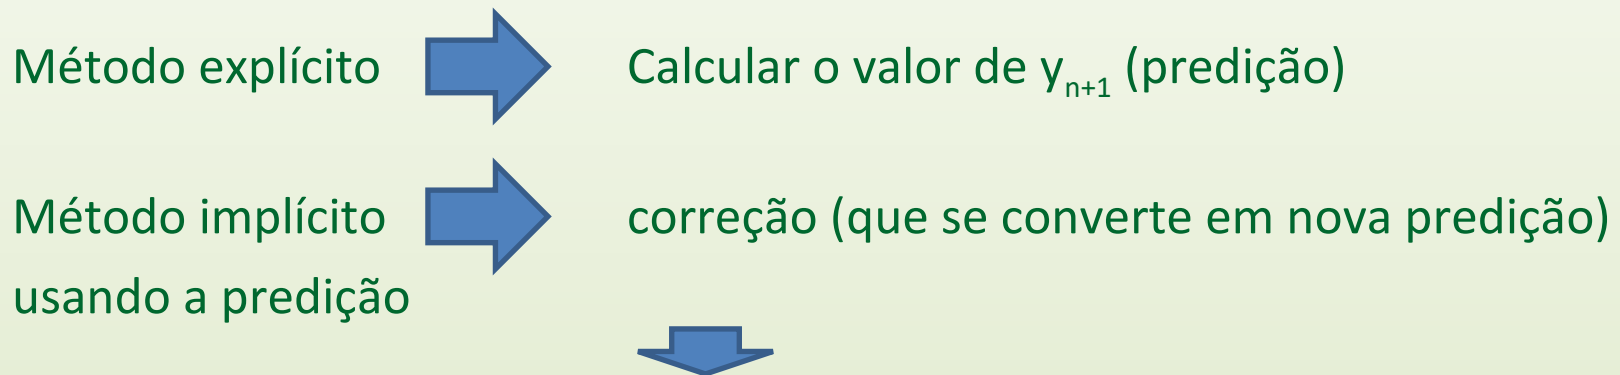 Método explícito Calcular o valor de yₙ₊₁ (predição)
Método implícito correção (que se converte em nova predição)
usando a predição